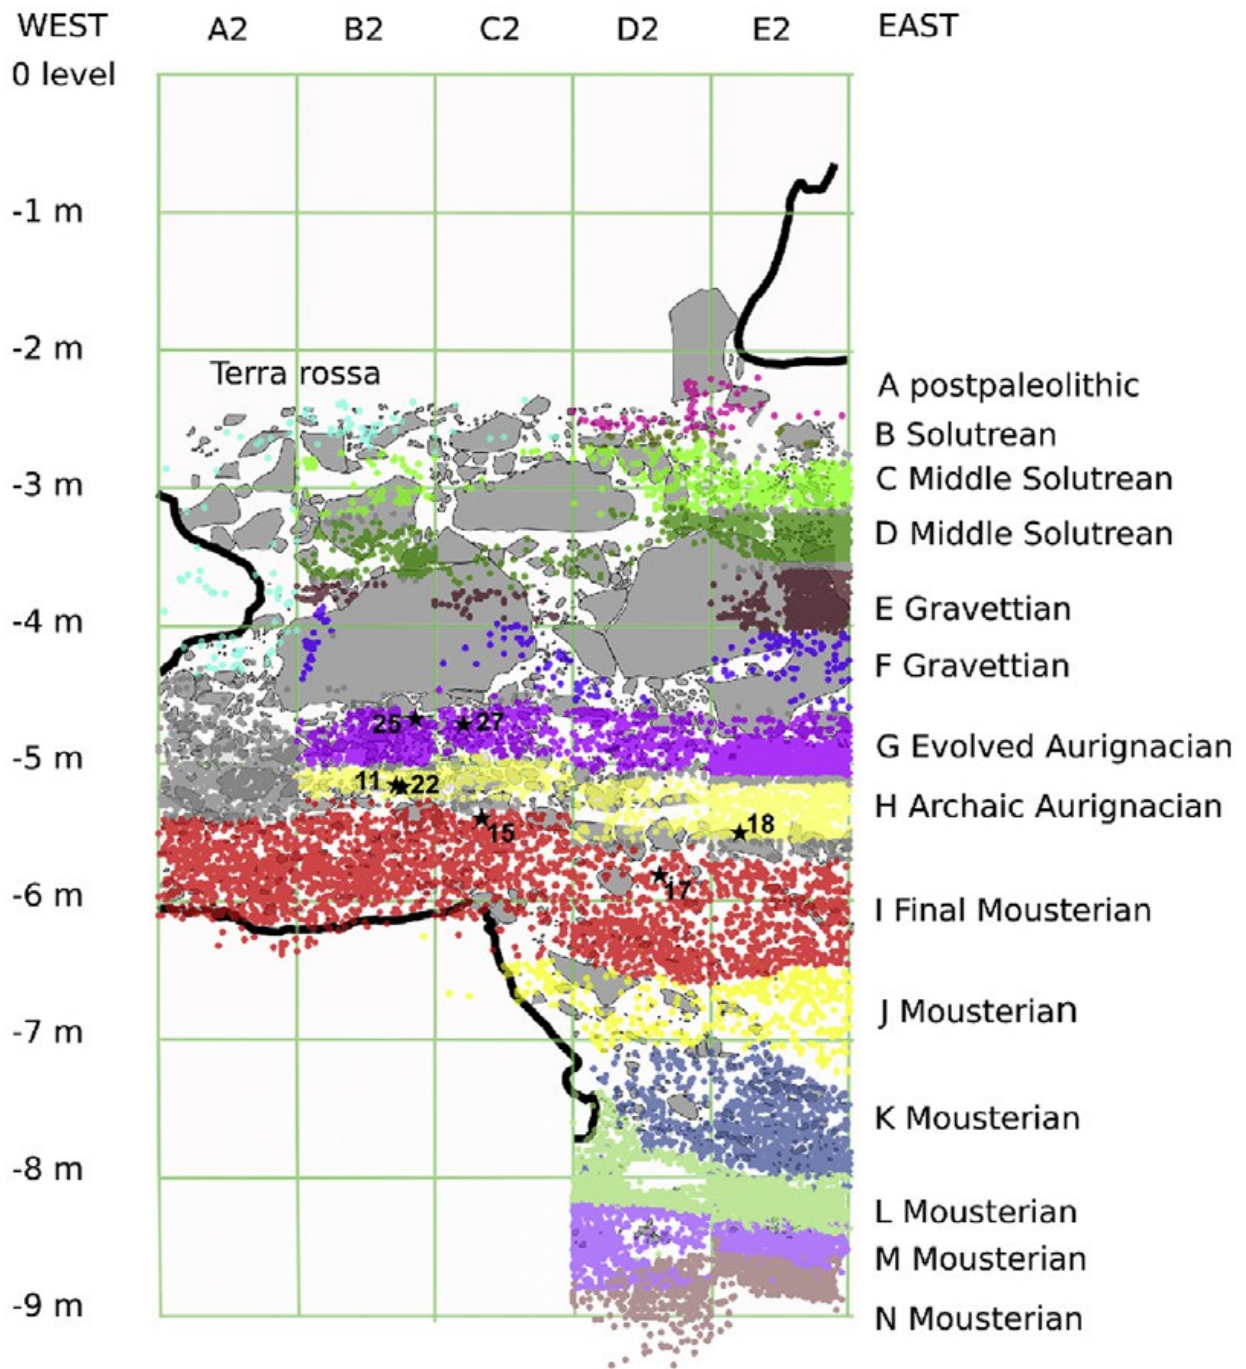 WEST A2 B2 C2 D2 E2 EAST
0 level
-1 m
-2 m
Terra rossa
A postpaleolithic
B Solutrean
-3 m
C Middle Solutrean
D Middle Solutrean
-4 m
E Gravettian
F Gravettian
25 27
-5 m
G Evolved Aurignacian
11 22
H Archaic Aurignacian
18
15
17
-6 m
I Final Mousterian
J Mousterian
-7 m
K Mousterian
-8 m
L Mousterian
M Mousterian
-9 m
N Mousterian